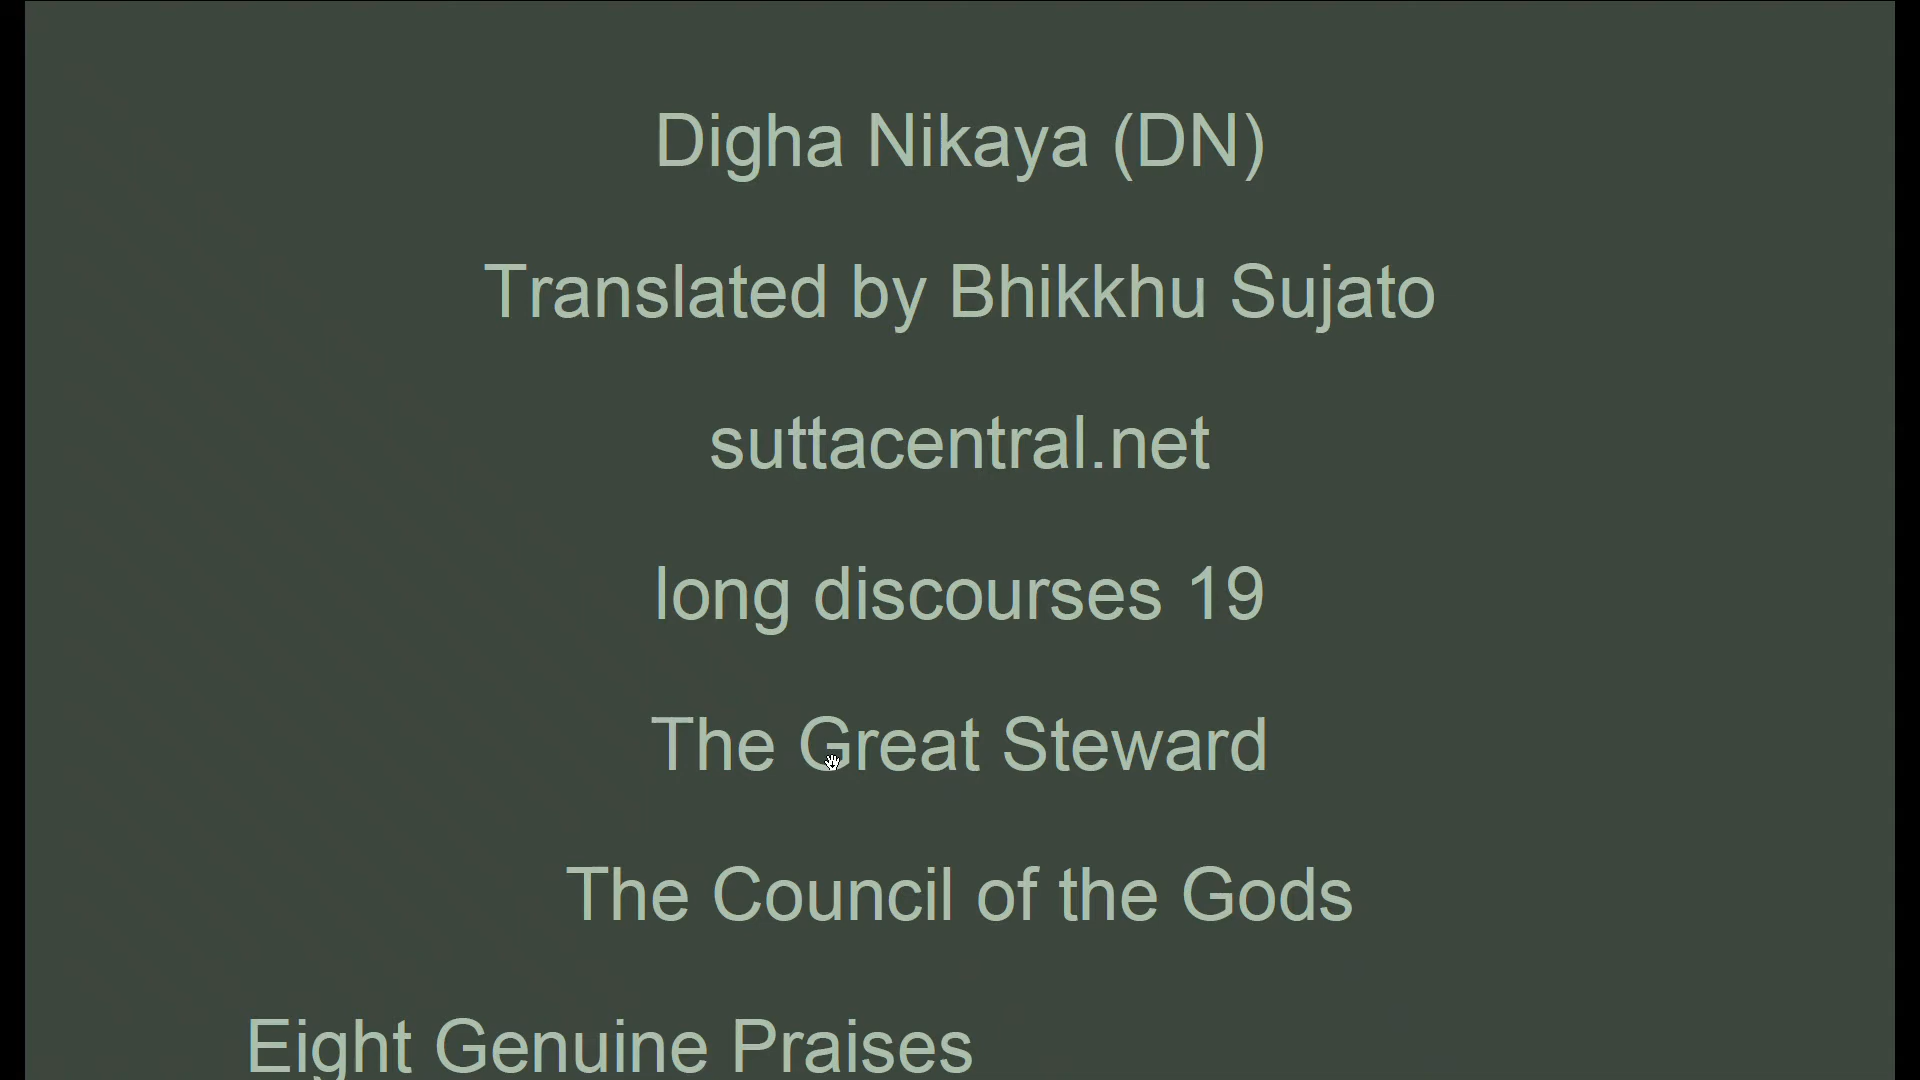 Digha Nikaya (DN)
Translated by Bhikkhu Sujato
suttacentral.net
long discourses 19
The Great Steward
The Council of the Gods
Eight Genuine Praises